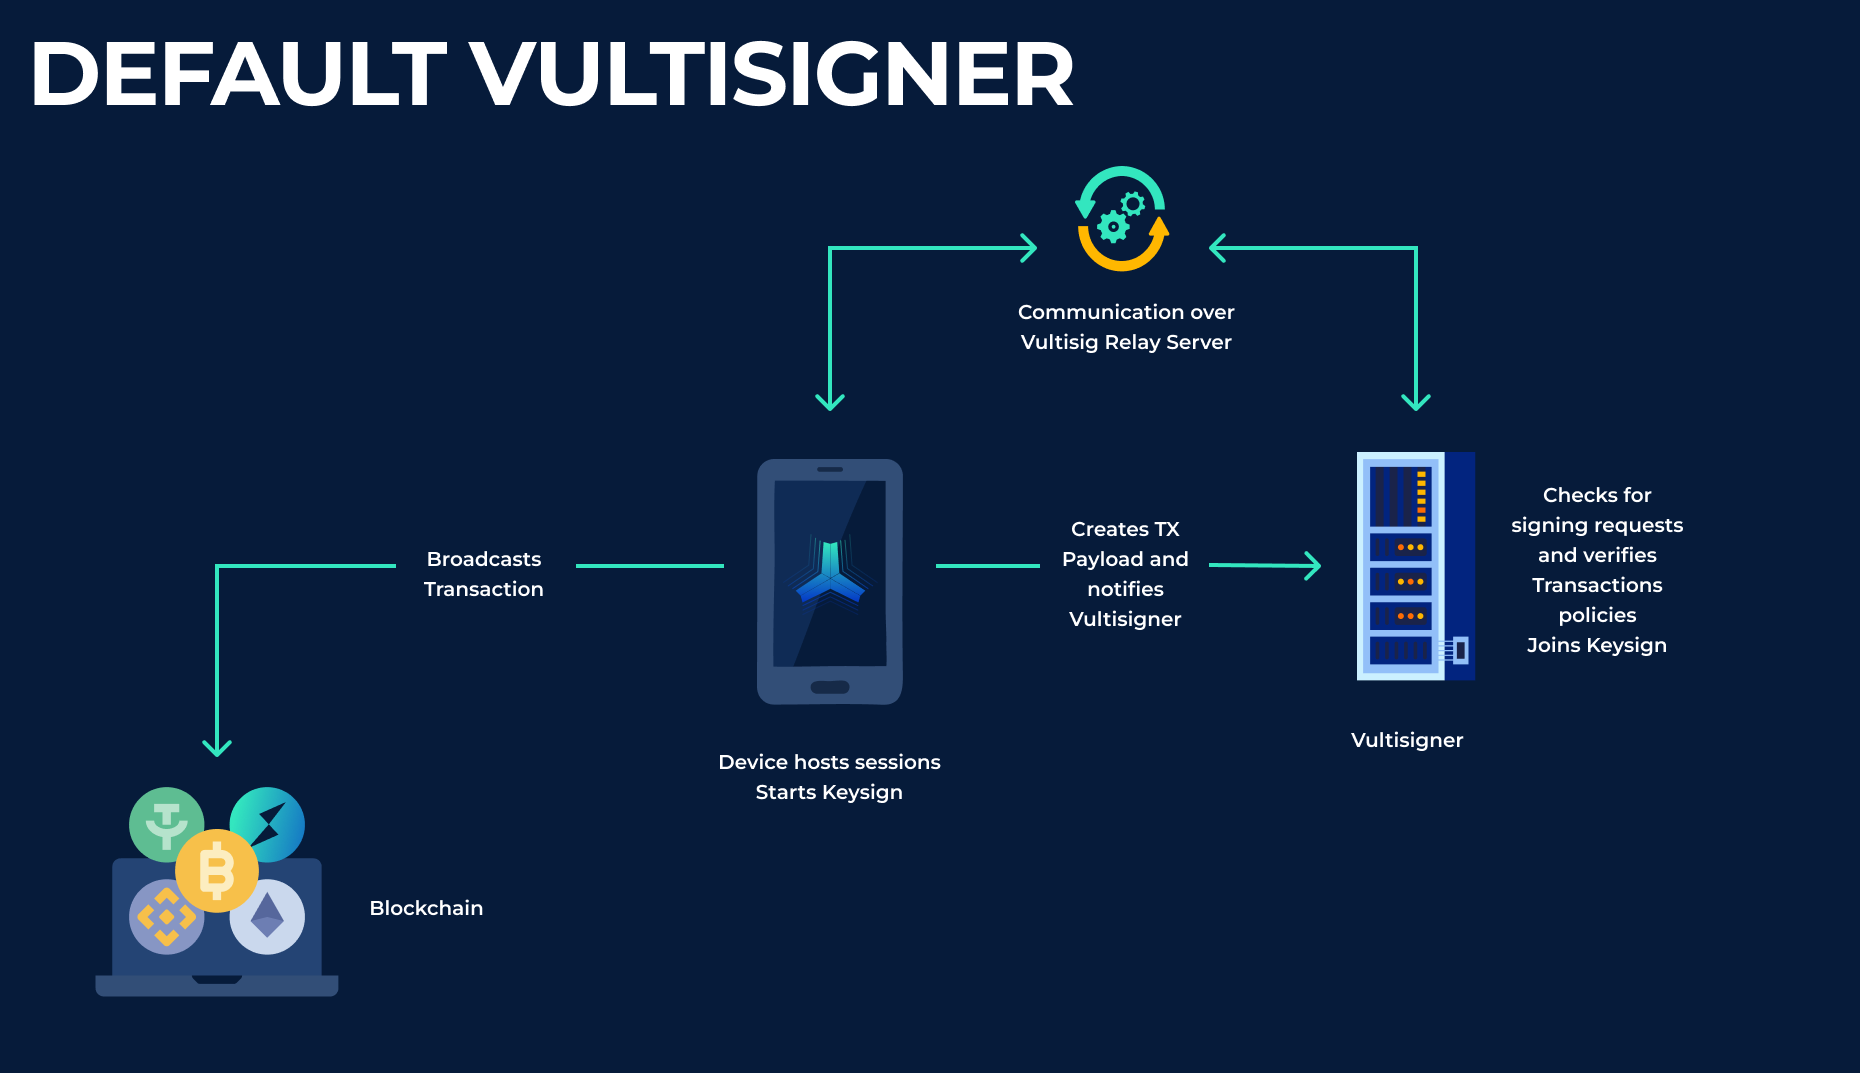 DEFAULT VULTISIGNER
Communication over
Vultisig Relay Server
Broadcasts
Transaction
Creates TX
Payload and
notifies
Vultisigner
Checks for
signing requests
and verifies
Transactions
policies
Joins Keysign
Vultisigner
Device hosts sessions
Starts Keysign
Blockchain